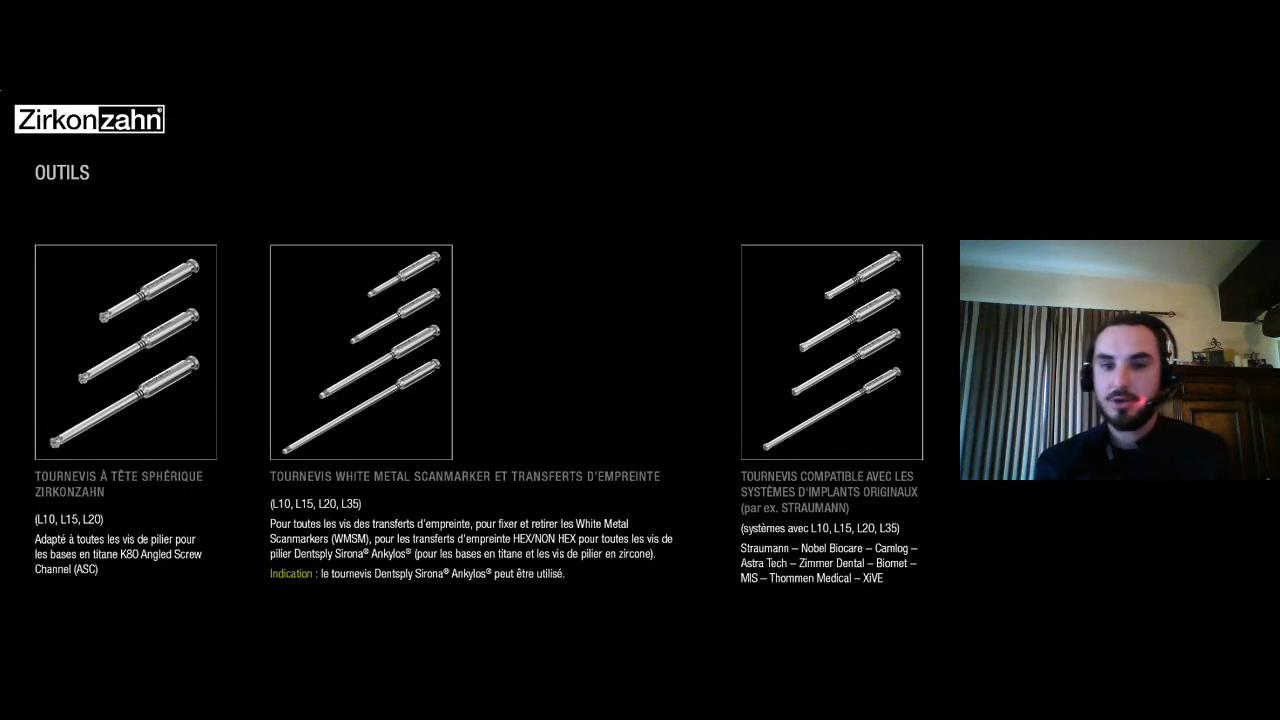 Zirkonzahn®
OUTILS
TOURNEVIS À TÊTE SPHÉRIQUE
ZIRKONZAHN
(L10, L15, L20)
Adapté à toutes les vis de pilier pour
les bases en titane K80 Angled Screw
Channel (ASC)
TOURNEVIS WHITE METAL SCANMARKER ET TRANSFERTS D'EMPREINTE
(L10, L15, L20, L35)
Pour toutes les vis des transferts d'empreinte, pour fixer et retirer les White Metal
Scanmarkers (WMSM), pour les transferts d'empreinte HEX/NON HEX pour toutes les vis de
pilier Dentsply Sirona® Ankylos® (pour les bases en titane et les vis de pilier en zircone).
Indication : le tournevis Dentsply Sirona® Ankylos® peut être utilisé.
TOURNEVIS COMPATIBLE AVEC LES
SYSTÈMES D'IMPLANTS ORIGINAUX
(par ex. STRAUMANN)
(systèmes avec L10, L15, L20, L35)
Straumann – Nobel Biocare – Camlog –
Astra Tech – Zimmer Dental – Biomet –
MIS – Thommen Medical – XiVE